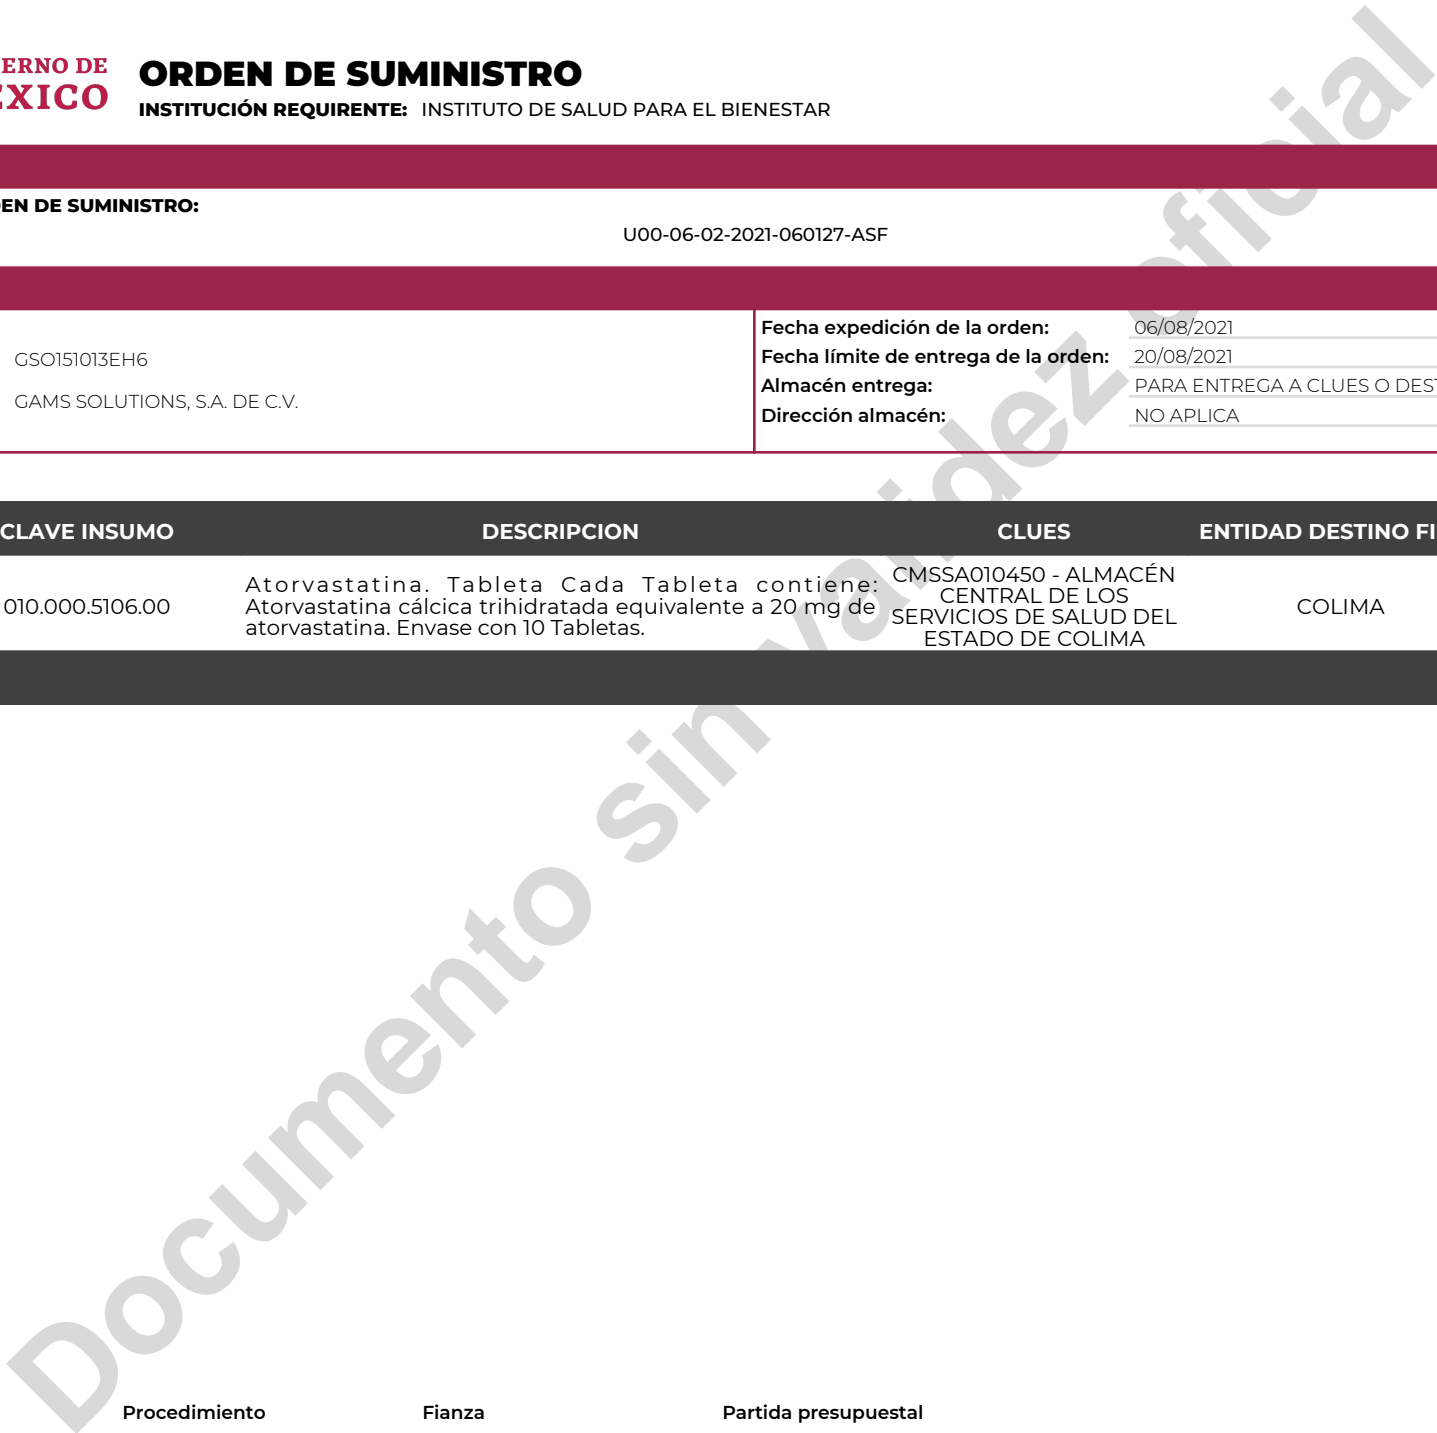 ERNO DE
EXICO
ORDEN DE SUMINISTRO
INSTITUCIÓN REQUIRENTE: INSTITUTO DE SALUD PARA EL BIENESTAR
EN DE SUMINISTRO:
U00-06-02-2021-060127-ASF
GSO151013EH6
GAMS SOLUTIONS, S.A. DE C.V.
Fecha expedición de la orden: 06/08/2021
Fecha límite de entrega de la orden: 20/08/2021
Almacén entrega: PARA ENTREGA A CLUES O DEST
Dirección almacén: NO APLICA
CLAVE INSUMO DESCRIPCION CLUES ENTIDAD DESTINO FI
010.000.5106.00
Atorvastatina. Tableta Cada Tableta contiene:
Atorvastatina cálcica trihidratada equivalente a 20 mg de
atorvastatina. Envase con 10 Tabletas.
CMSSA010450 - ALMACÉN
CENTRAL DE LOS
SERVICIOS DE SALUD DEL
ESTADO DE COLIMA
COLIMA
Documento sin validez oficial
Procedimiento Fianza Partida presupuestal